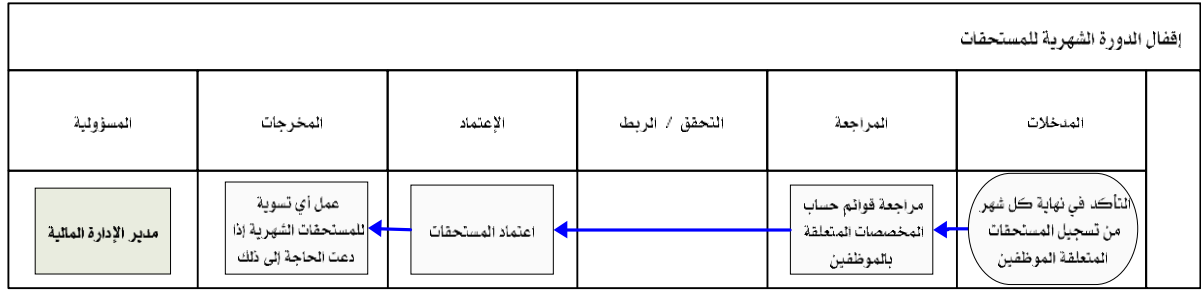 إقفال الدورة الشهرية للمستحقات
المدخلات
المراجعة
التحقق / الربط
الإعتماد
المخرجات
المسؤولية
التأكد في نهاية كل شهر
من تسجيل المستحقات
المتعلقة الموظفين
مراجعة قوائم حساب
المخصصات المتعلقة
بالموظفين
اعتماد المستحقات
عمل أي تسوية
للمستحقات الشهرية إذا
دعت الحاجة إلى ذلك
مدير الإدارة المالية